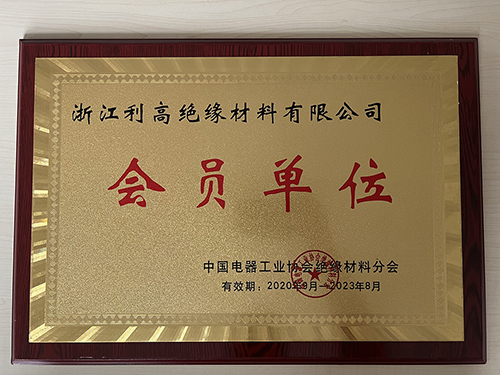 浙江利高绝缘材料有限公司
会员单位
中国电器工业协会绝缘材料分会
有效期：2020年8月—2023年8月